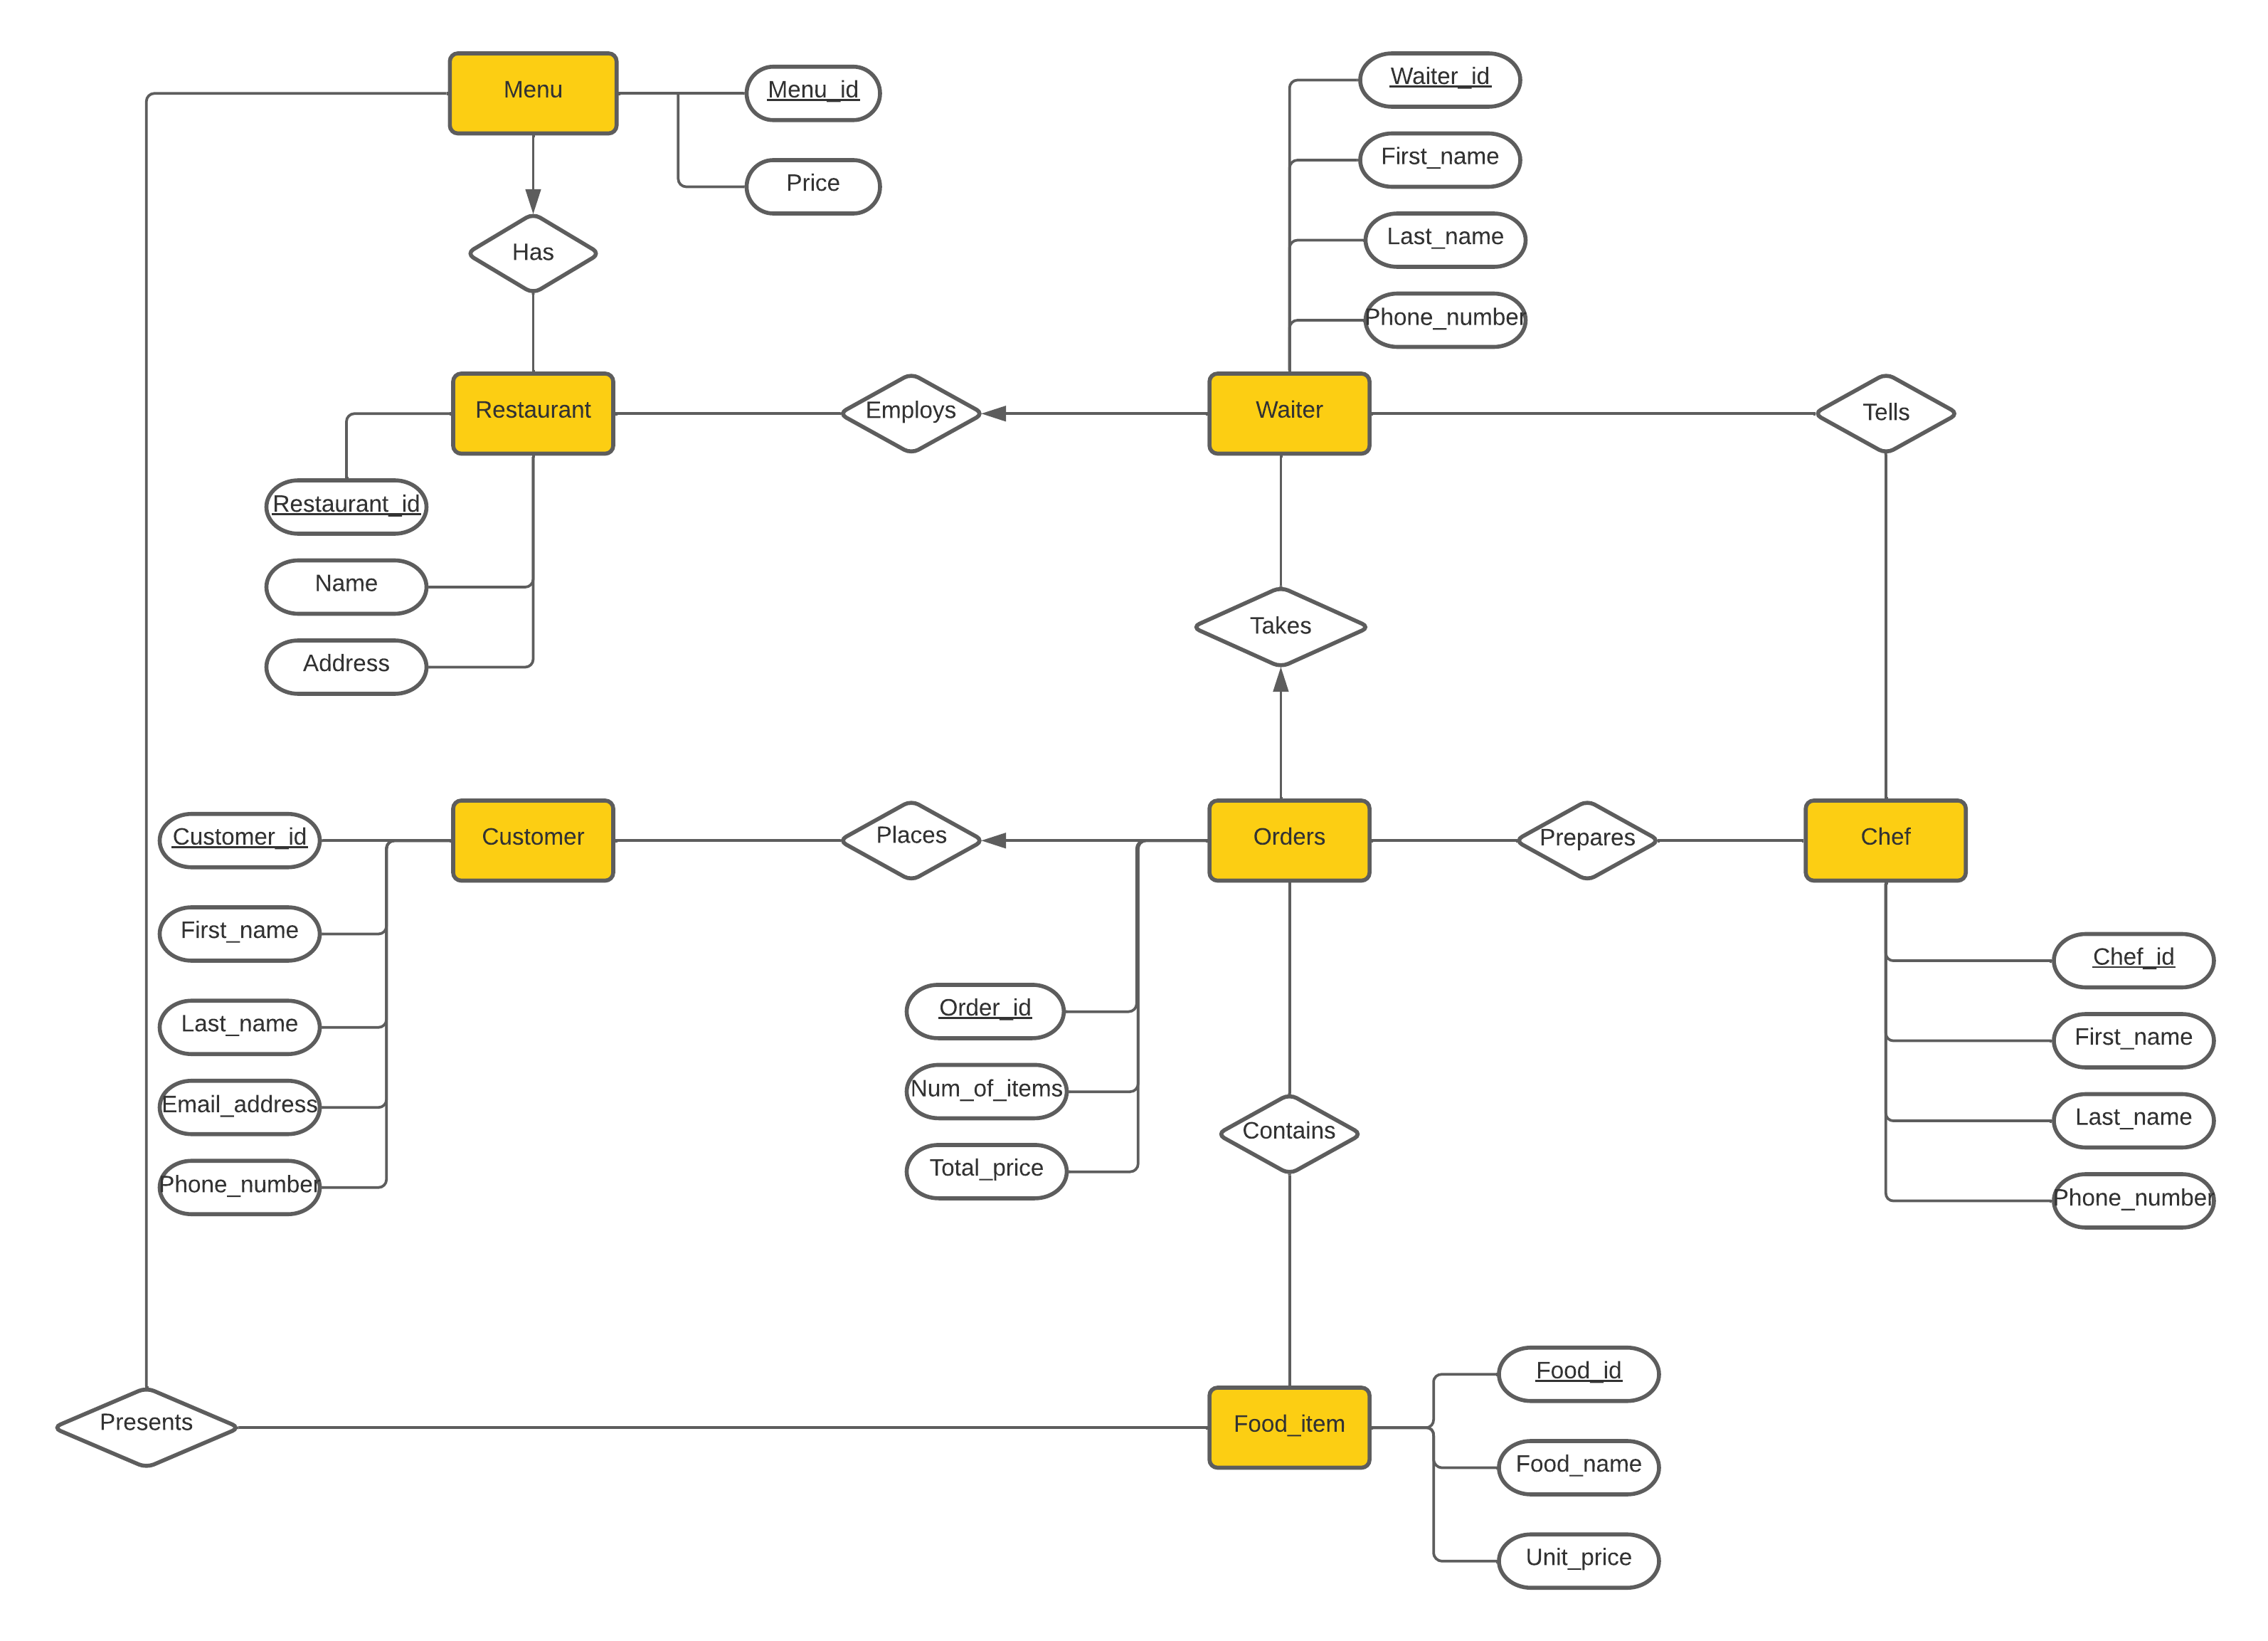 Menu
Menu_id
Price
Has
Waiter_id
First_name
Last_name
Phone_number
Restaurant
Employs
Waiter
Tells
Restaurant_id
Name
Address
Takes
Customer_id
Customer
Places
Orders
Prepares
Chef
First_name
Last_name
Email_address
Phone_number
Order_id
Num_of_items
Total_price
Contains
Chef_id
First_name
Last_name
Phone_number
Presents
Food_item
Food_id
Food_name
Unit_price